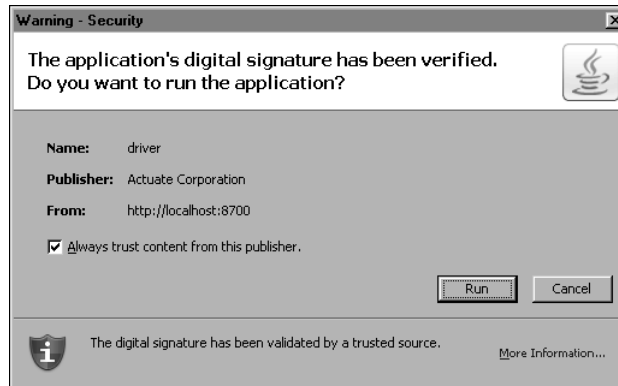 Warning - Security
The application's digital signature has been verified.
Do you want to run the application?
Name: driver
Publisher: Actuate Corporation
From: http://localhost:8700
Always trust content from this publisher.
Run Cancel
The digital signature has been validated by a trusted source. More Information...